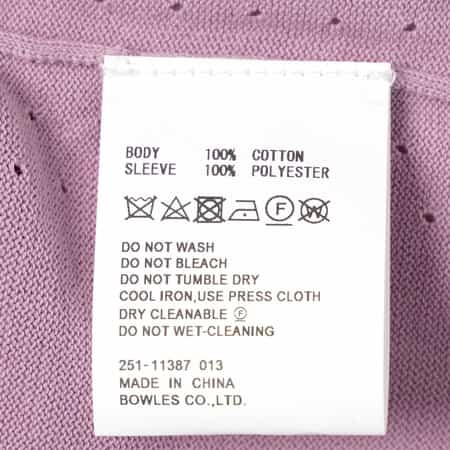 BODY 100% COTTON
SLEEVE 100% POLYESTER
F W
DO NOT WASH
DO NOT BLEACH
DO NOT TUMBLE DRY
COOL IRON,USE PRESS CLOTH
DRY CLEANABLE Ⓕ
DO NOT WET-CLEANING
251-11387 013
MADE IN CHINA
BOWLES CO.,LTD.